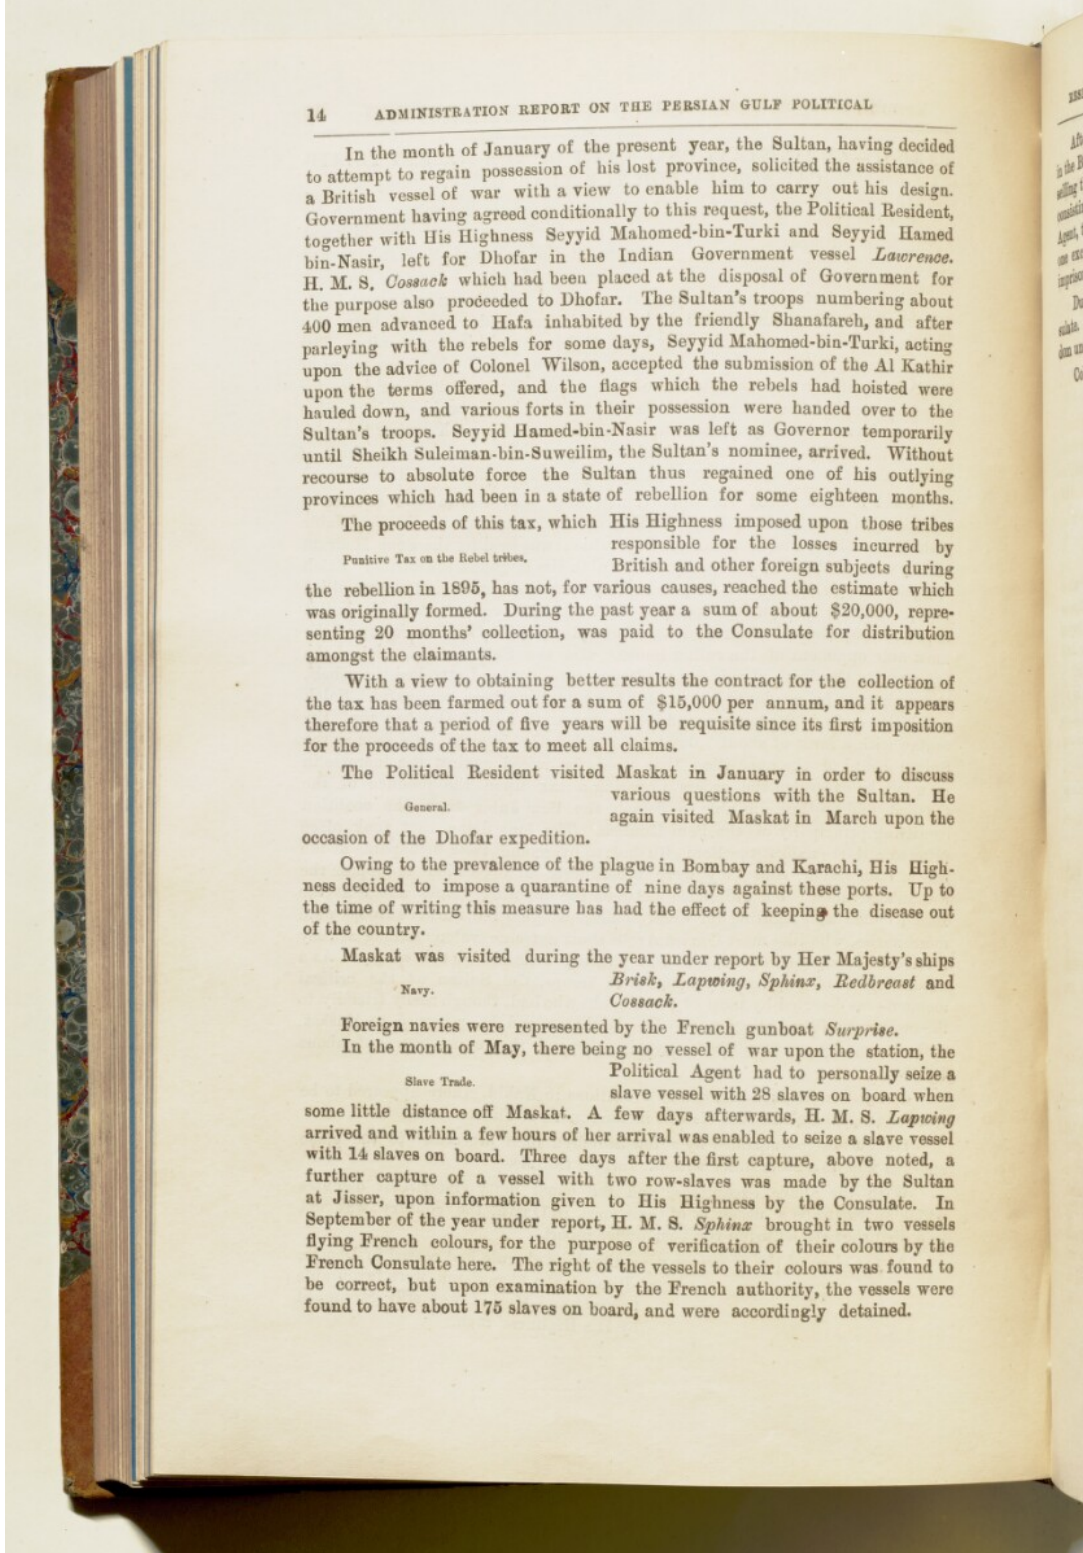 14 ADMINISTRATION REPORT ON THE PERSIAN GULF POLITICAL
In the month of January of the present year, the Sultan, having decided
to attempt to regain possession of his lost province, solicited the assistance of
a British vessel of war with a view to enable him to carry out his design.
Government having agreed conditionally to this request, the Political Resident,
together with His Highness Seyyid Mahomed-bin-Turki and Seyyid Hamed
bin-Nasir, left for Dhofar in the Indian Government vessel Lawrence.
H. M. S. Cossack which had been placed at the disposal of Government for
the purpose also proceeded to Dhofar. The Sultan's troops numbering about
400 men advanced to Hafa inhabited by the friendly Shanafareh, and after
parleying with the rebels for some days, Seyyid Mahomed-bin-Turki, acting
upon the advice of Colonel Wilson, accepted the submission of the Al Kathir
upon the terms offered, and the flags which the rebels had hoisted were
hauled down, and various forts in their possession were handed over to the
Sultan's troops. Seyyid Hamed-bin-Nasir was left as Governor temporarily
until Sheikh Suleiman-bin-Suweilim, the Sultan's nominee, arrived. Without
recourse to absolute force the Sultan thus regained one of his outlying
provinces which had been in a state of rebellion for some eighteen months.
The proceeds of this tax, which His Highness imposed upon those tribes
responsible for the losses incurred by
Punitive Tax on the Rebel tribes.
British and other foreign subjects during
the rebellion in 1895, has not, for various causes, reached the estimate which
was originally formed. During the past year a sum of about $20,000, repre-
senting 20 months' collection, was paid to the Consulate for distribution
amongst the claimants.
With a view to obtaining better results the contract for the collection of
the tax has been farmed out for a sum of $15,000 per annum, and it appears
therefore that a period of five years will be requisite since its first imposition
for the proceeds of the tax to meet all claims.
The Political Resident visited Maskat in January in order to discuss
various questions with the Sultan. He
General.
again visited Maskat in March upon the
occasion of the Dhofar expedition.
Owing to the prevalence of the plague in Bombay and Karachi, His High-
ness decided to impose a quarantine of nine days against these ports. Up to
the time of writing this measure has had the effect of keeping the disease out
of the country.
Maskat was visited during the year under report by Her Majesty's ships
Brisk, Lapwing, Sphinx, Redbreast and
Navy.
Cossack.
Foreign navies were represented by the French gunboat Surprise.
In the month of May, there being no vessel of war upon the station, the
Political Agent had to personally seize a
Slave Trade.
slave vessel with 28 slaves on board when
some little distance off Maskat. A few days afterwards, H. M. S. Lapwing
arrived and within a few hours of her arrival was enabled to seize a slave vessel
with 14 slaves on board. Three days after the first capture, above noted, a
further capture of a vessel with two row-slaves was made by the Sultan
at Jisser, upon information given to His Highness by the Consulate. In
September of the year under report, H. M. S. Sphinx brought in two vessels
flying French colours, for the purpose of verification of their colours by the
French Consulate here. The right of the vessels to their colours was found to
be correct, but upon examination by the French authority, the vessels were
found to have about 175 slaves on board, and were accordingly detained.